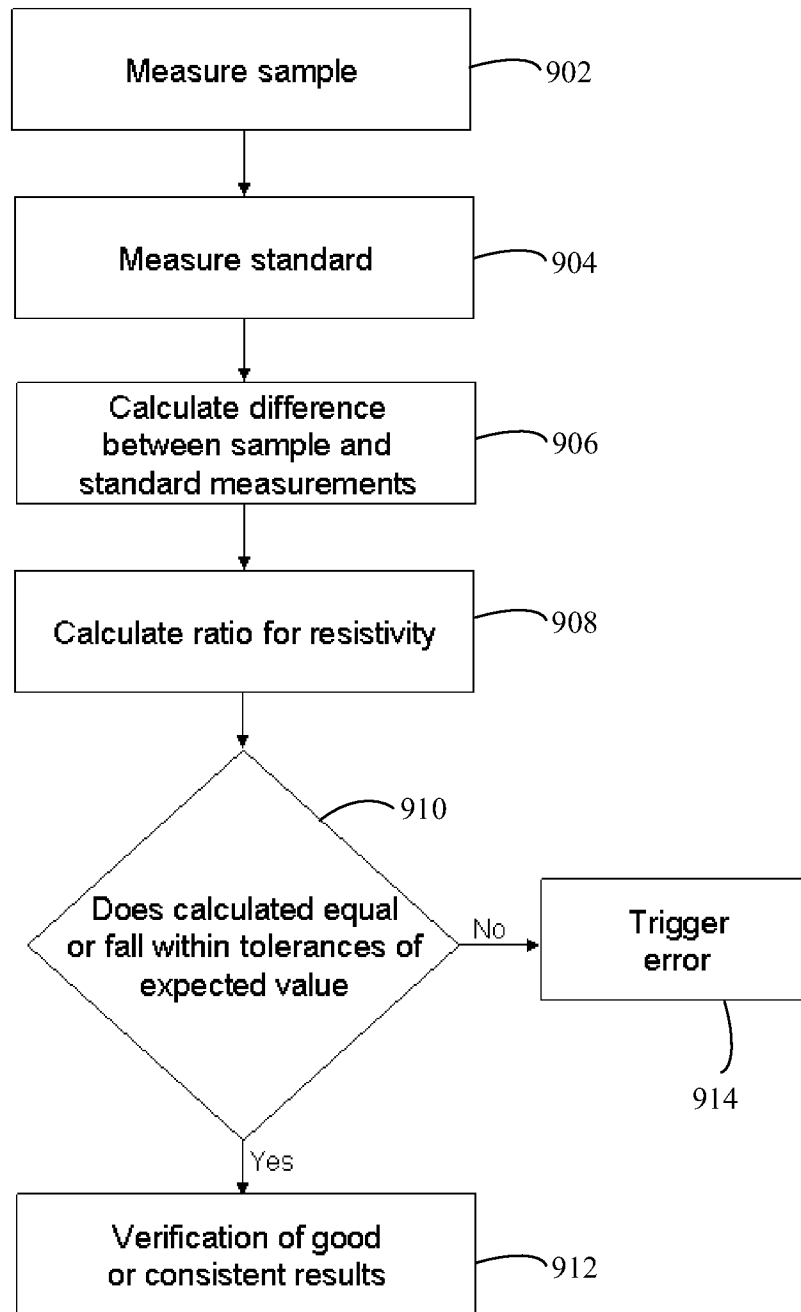 Measure sample
902
Measure standard
904
Calculate difference
between sample and
standard measurements
906
Calculate ratio for resistivity
908
910
Does calculated equal
or fall within tolerances of
expected value
No
Trigger
error
914
Yes
Verification of good
or consistent results
912